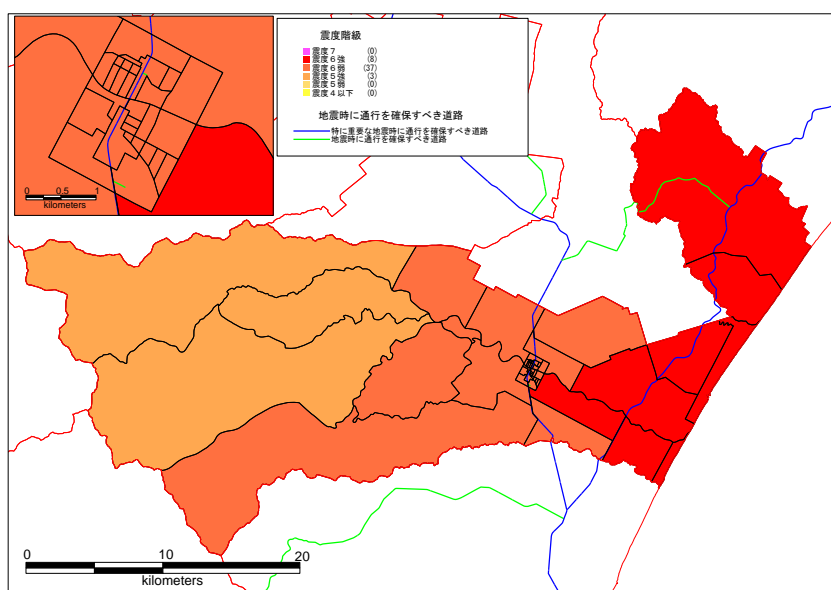 震度階級
震度７ (0)
震度６強 (8)
震度６弱 (37)
震度５強 (3)
震度５弱 (0)
震度４以下 (0)
地震時に通行を確保すべき道路
特に重要な地震時に通行を確保すべき道路
地震時に通行を確保すべき道路
0 0.5 1
kilometers
0 10 20
kilometers